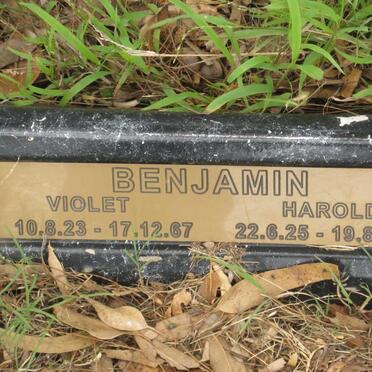 BENJAMIN
VIOLET HAROLD
10.8.23 - 17.12.67 22.6.25 - 19.8